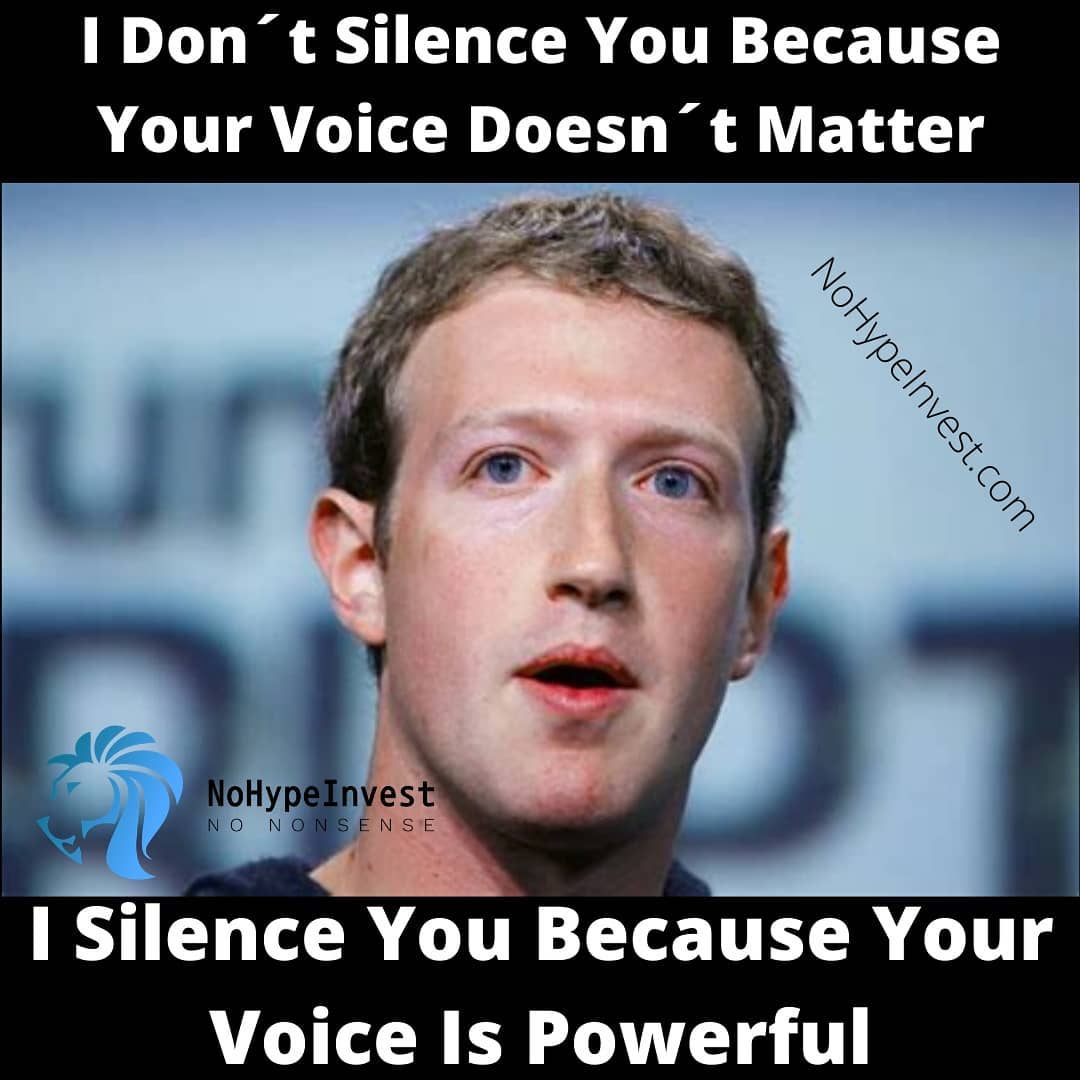 I Don´t Silence You Because
Your Voice Doesn´t Matter
NoHypeInvest.com
NoHypeInvest
NO NONSENSE
I Silence You Because Your
Voice Is Powerful